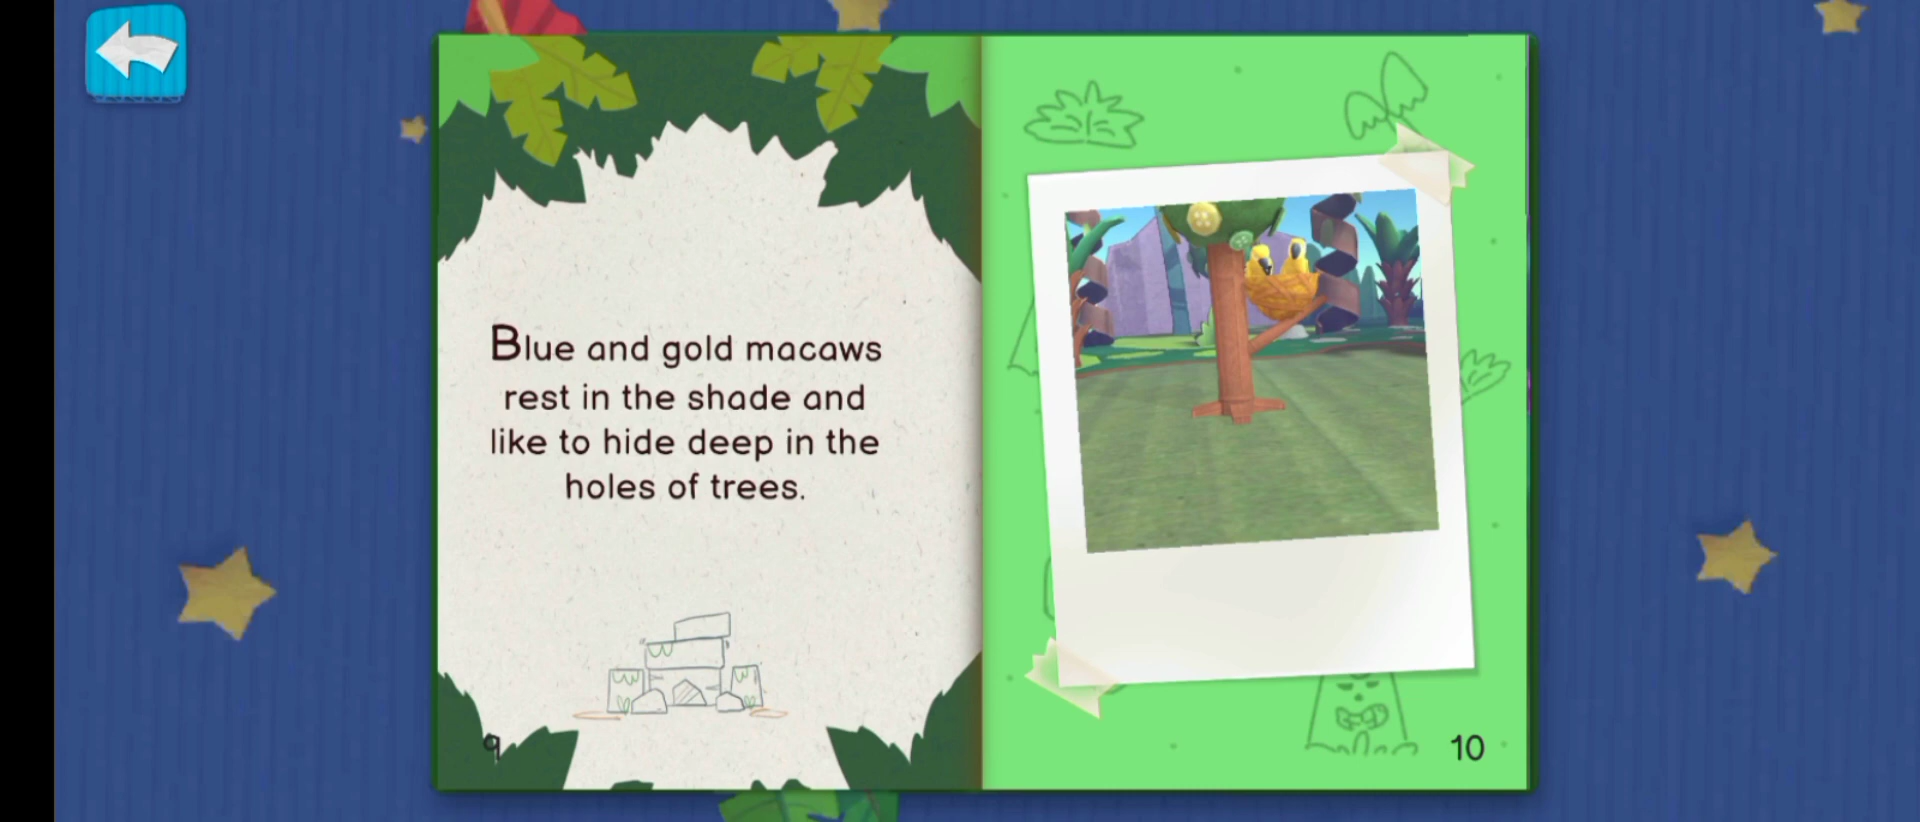 Blue and gold macaws
rest in the shade and
like to hide deep in the
holes of trees.
9
10